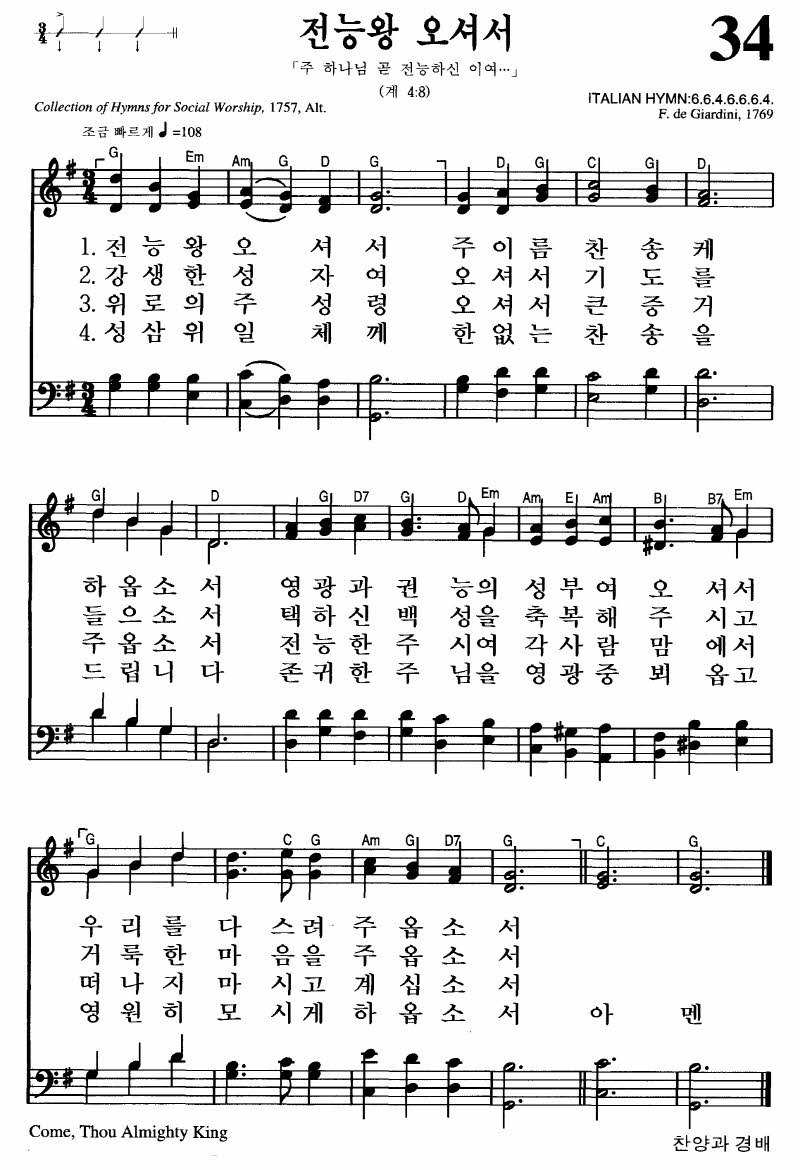 전능왕 오셔서
34
「주 하나님 곧 전능하신 이여…」
(계 4:8)
Collection of Hymns for Social Worship, 1757, Alt.
ITALIAN HYMN:6.6.4.6.6.6.4.
F. de Giardini, 1769
조금 빠르게 ♩=108
G Em Am G D G D G C G D
1. 전 능 왕 오 셔 서 주 이 름 찬 송 케
2. 강 생 한 성 자 여 오 셔 서 기 도 를
3. 위 로 의 주 성 령 오 셔 서 큰 증 거
4. 성 삼 위 일 체 께 한 없 는 찬 송 을
G D G D7 G D Em Am E Am B B7 Em
하 옵 소 서 영 광 과 권 능의 성 부 여 오 셔서
들 으 소 서 택 하 신 백 성을 축 복 해 주 시고
주 옵 소 서 전 능 한 주 시여 각 사 람 맘 에서
드 립 니 다 존 귀 한 주 님을 영 광 중 뵈 옵고
G C G Am G D7 G C G
우 리 를 다 스려 주 옵 소 서
거 룩 한 마 음을 주 옵 소 서
떠 나 지 마 시고 계 십 소 서
영 원 히 모 시게 하 옵 소 서 아 멘
Come, Thou Almighty King
찬양과 경배